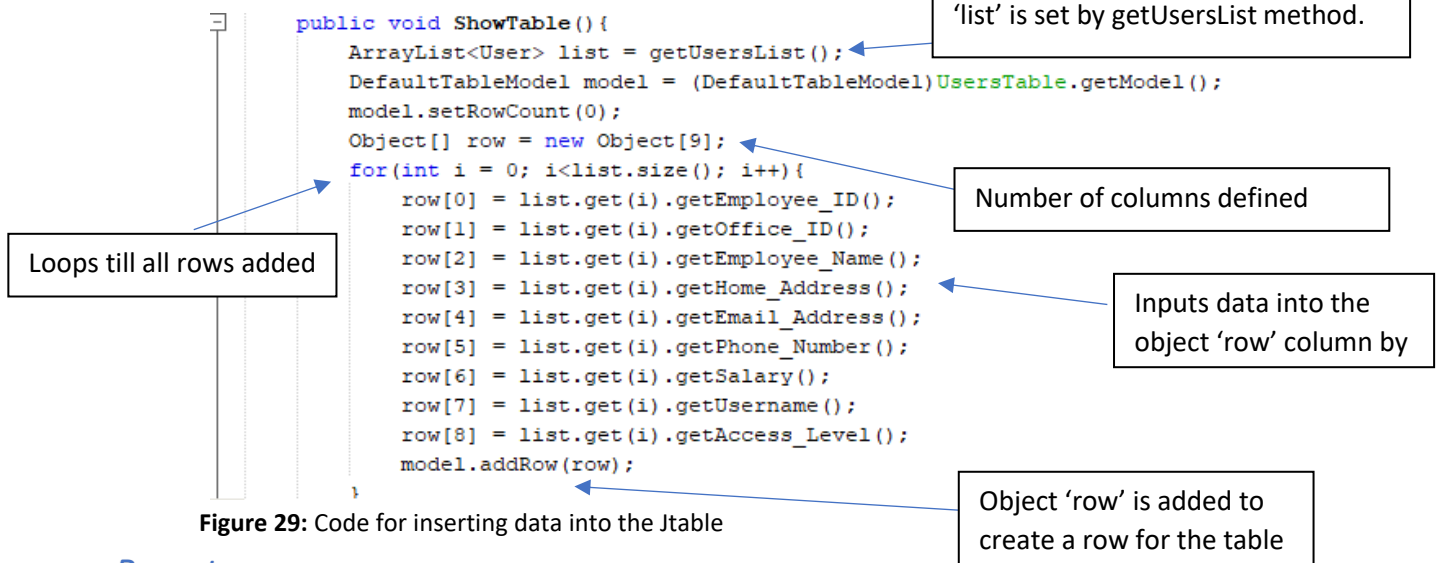 'list' is set by getUsersList method.
public void ShowTable(){
ArrayList<User> list = getUsersList();
DefaultTableModel model = (DefaultTableModel)UsersTable.getModel();
model.setRowCount(0);
Object[] row = new Object[9];
for(int i = 0; i<list.size(); i++){
row[0] = list.get(i).getEmployee_ID();
row[1] = list.get(i).getOffice_ID();
row[2] = list.get(i).getEmployee_Name();
row[3] = list.get(i).getHome_Address();
row[4] = list.get(i).getEmail_Address();
row[5] = list.get(i).getPhone_Number();
row[6] = list.get(i).getSalary();
row[7] = list.get(i).getUsername();
row[8] = list.get(i).getAccess_Level();
model.addRow(row);
}
Number of columns defined
Loops till all rows added
Inputs data into the
object 'row' column by
Object 'row' is added to
create a row for the table
Figure 29: Code for inserting data into the Jtable